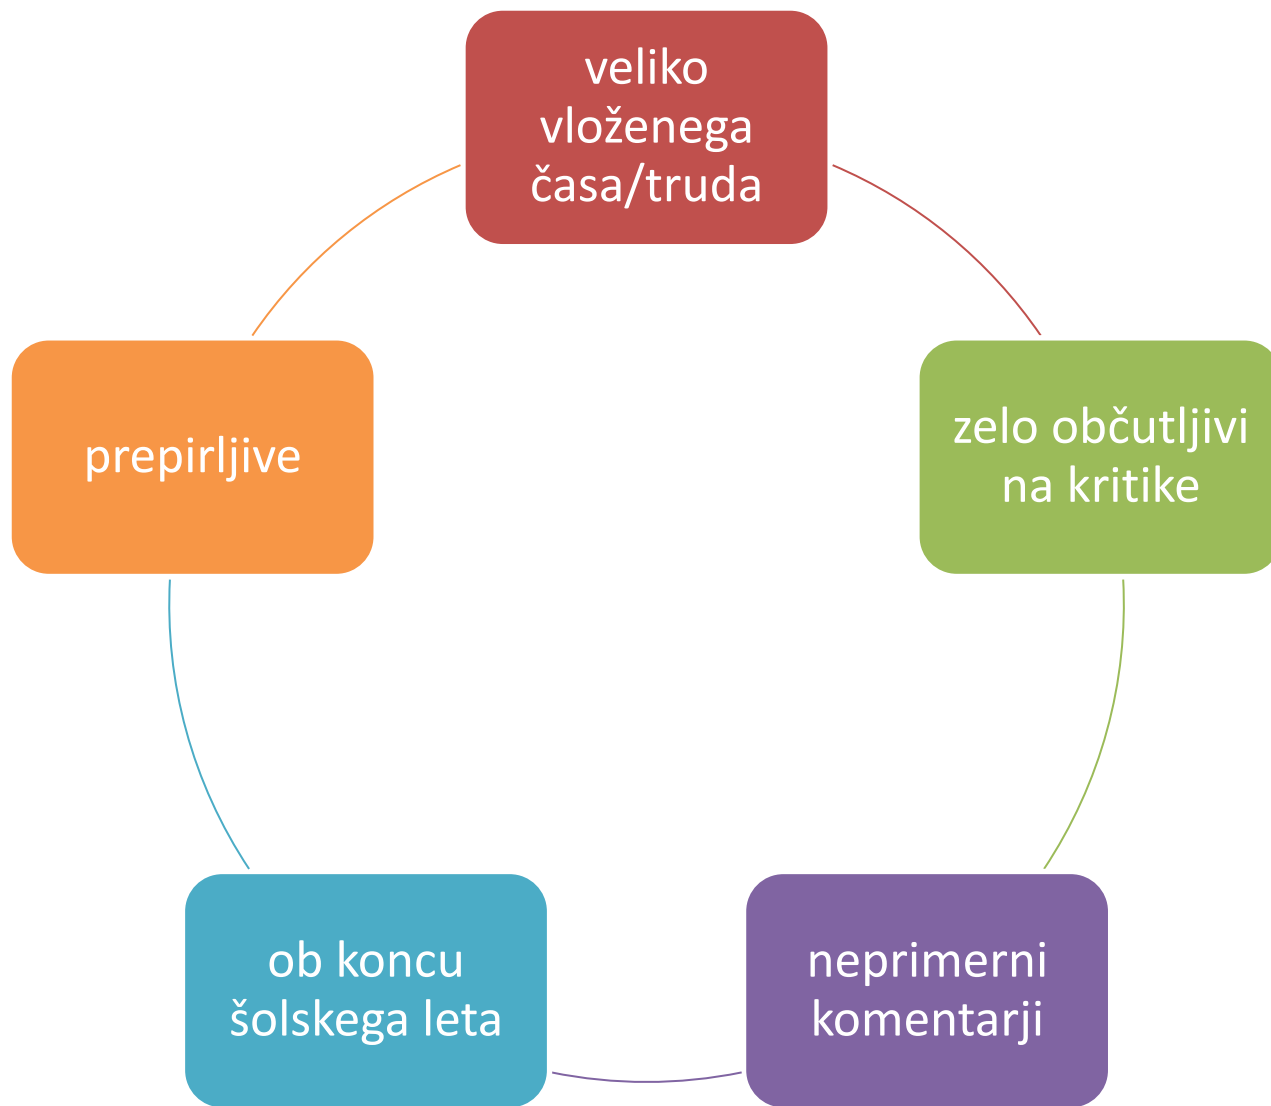 veliko
vloženega
časa/truda
zelo občutljivi
na kritike
neprimerni
komentarji
ob koncu
šolskega leta
prepirljive